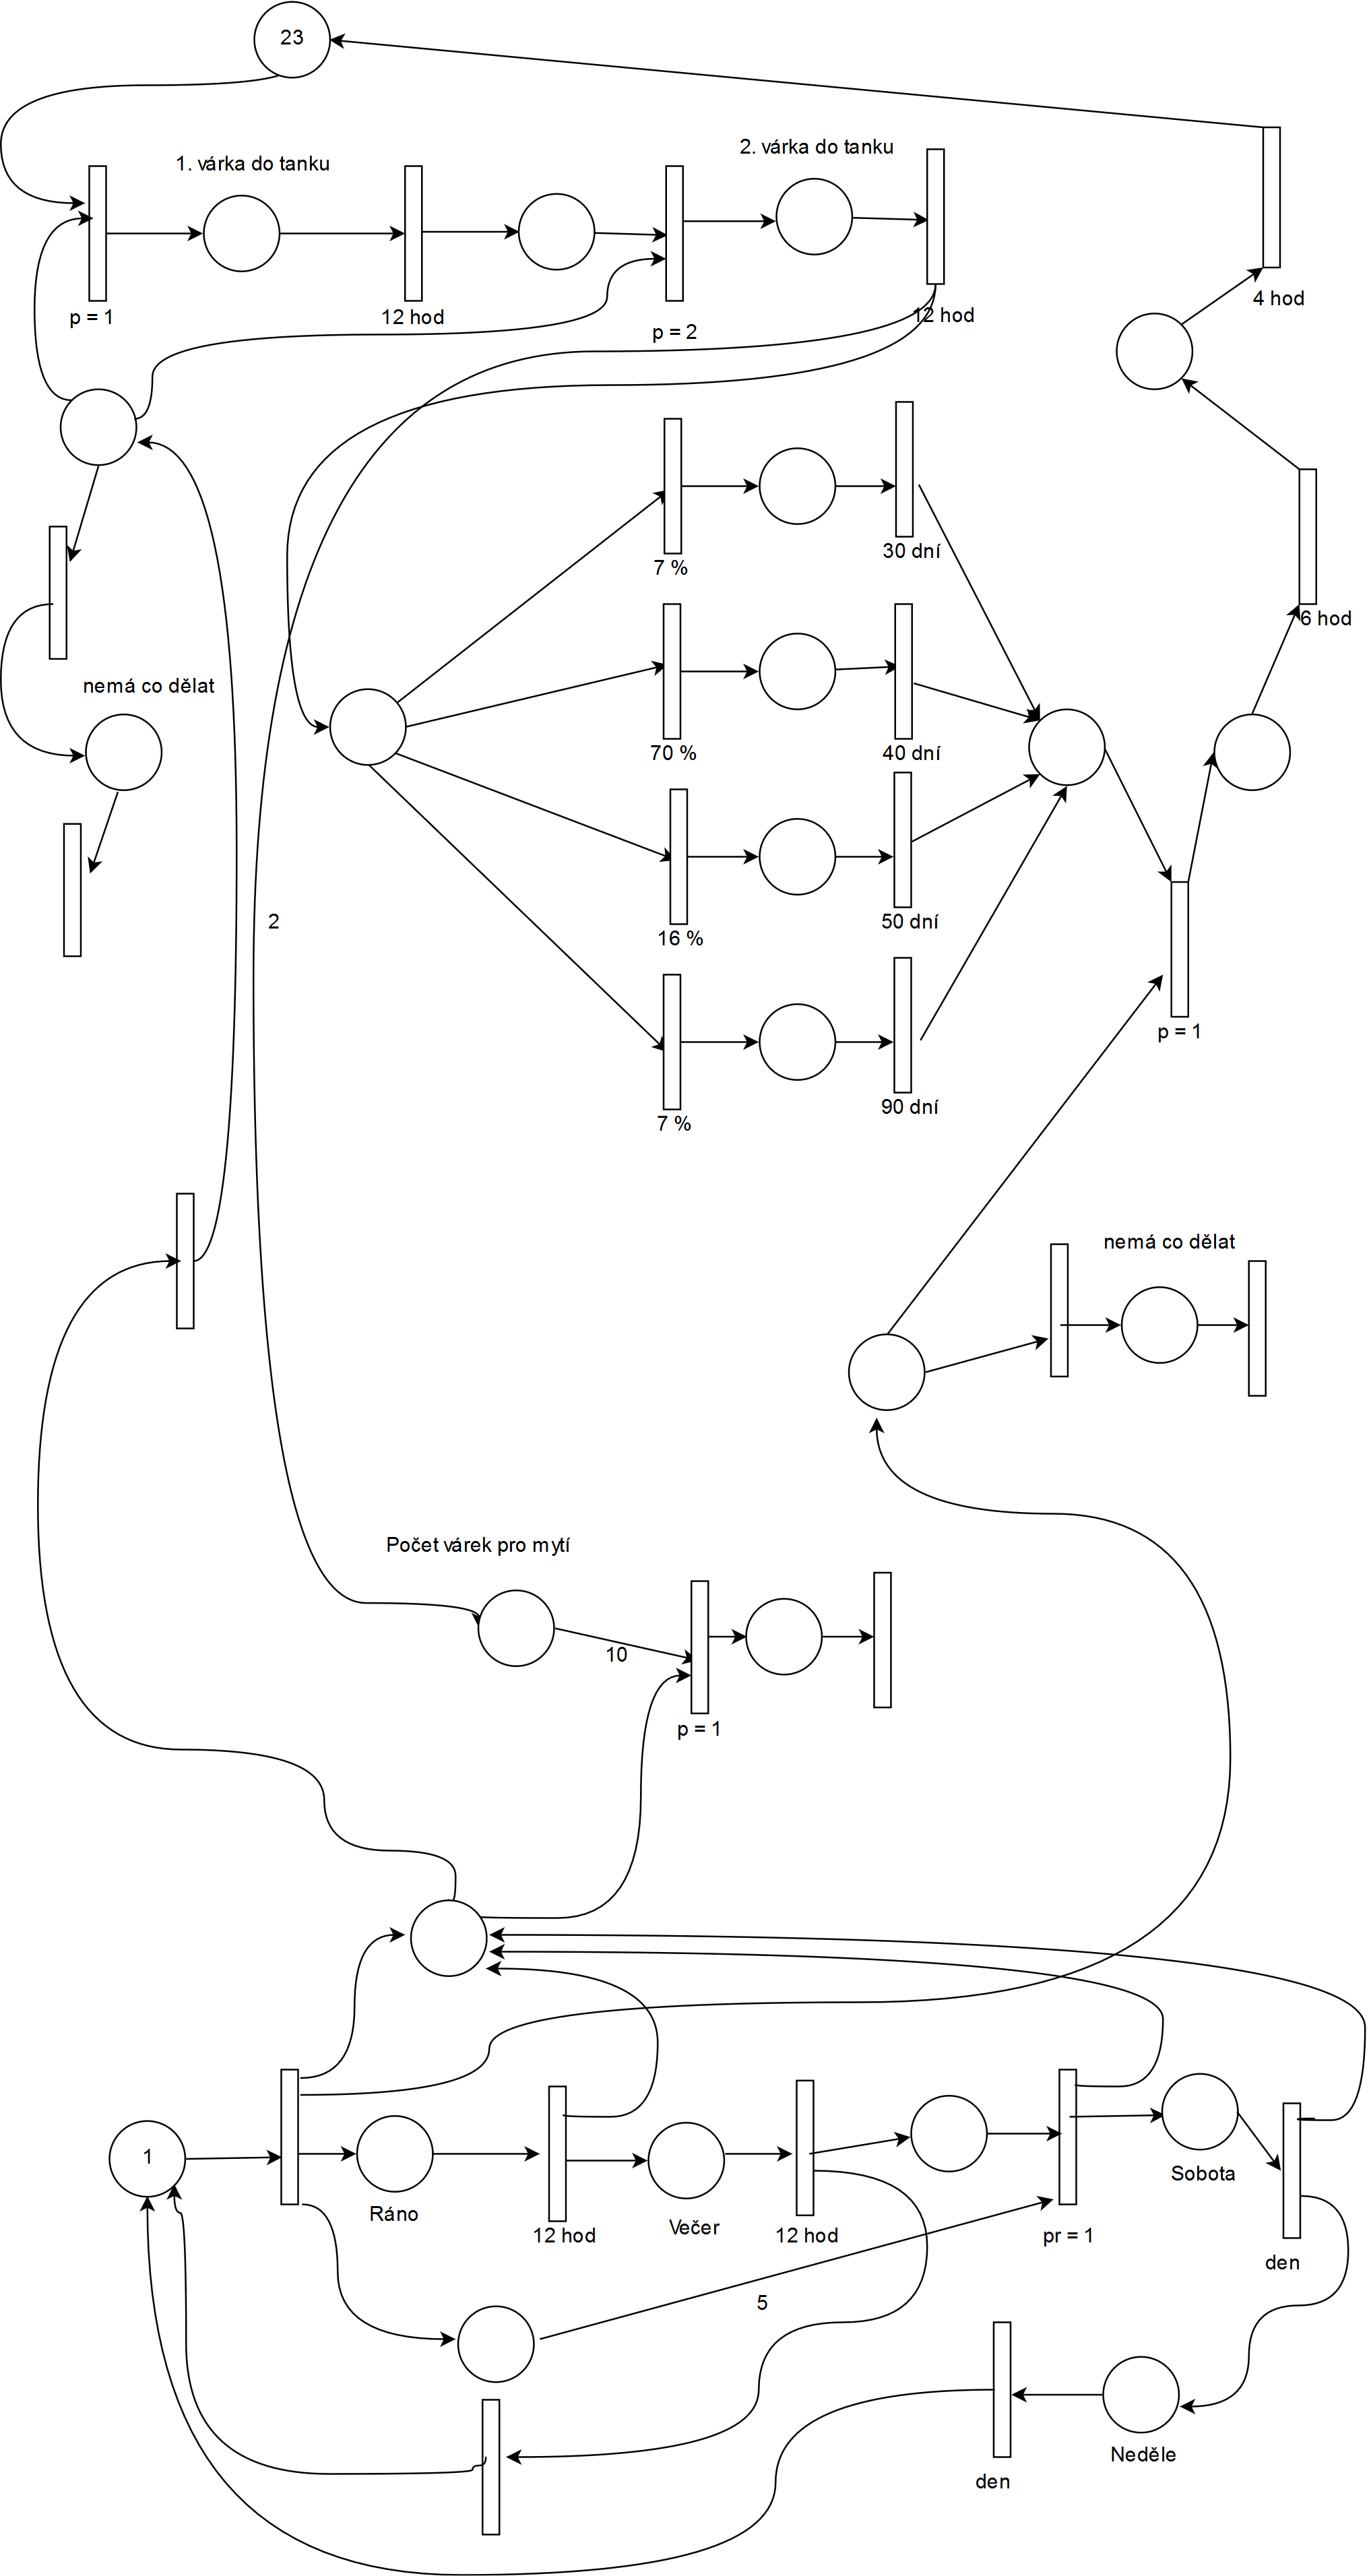 23
1. várka do tanku
2. várka do tanku
p = 1
12 hod
p = 2
12 hod
4 hod
7 %
30 dní
6 hod
nemá co dělat
70 %
40 dní
2
16 %
50 dní
p = 1
7 %
90 dní
nemá co dělat
Počet várek pro mytí
10
p = 1
1
Ráno
12 hod
Večer
12 hod
pr = 1
Sobota
den
5
Neděle
den